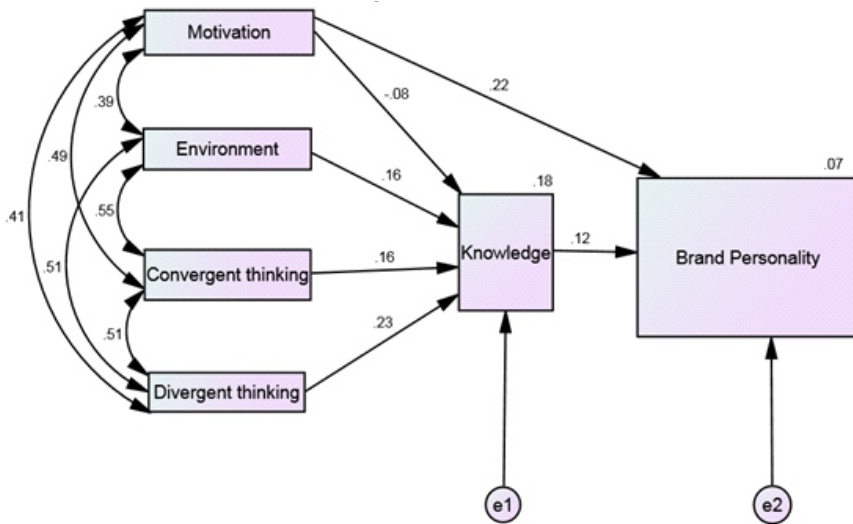 Motivation
.22
-.08
.39
.07
Environment
.49
.16
.18
.41
.55
Knowledge
.12
Brand Personality
.51
Convergent thinking
.16
.51
.23
Divergent thinking
e1
e2